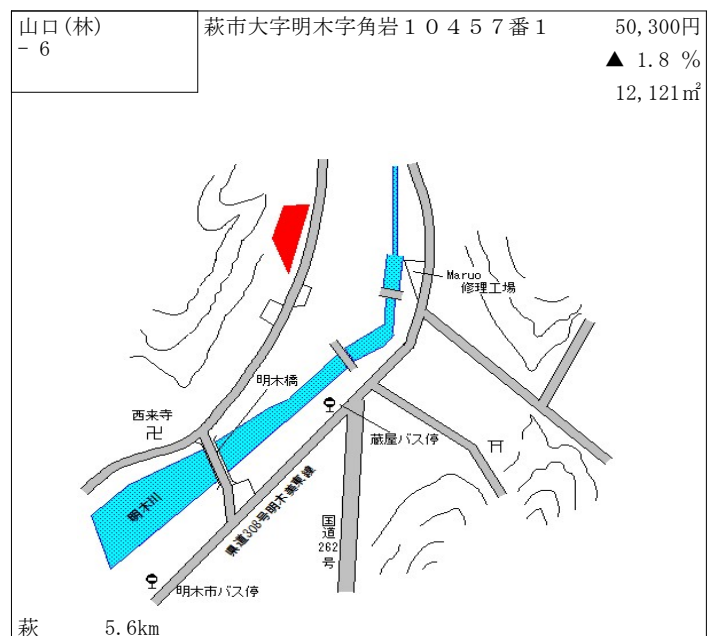 山口(林)
- 6
萩市大字明木字角岩１０４５７番１
50,300円
▲ 1.8 %
12,121㎡
Maruo
修理工場
明木橋
西来寺
卍
蔵屋バス停
明木川
県道308号明木美東線
国道
262
号
明木市バス停
萩 5.6km